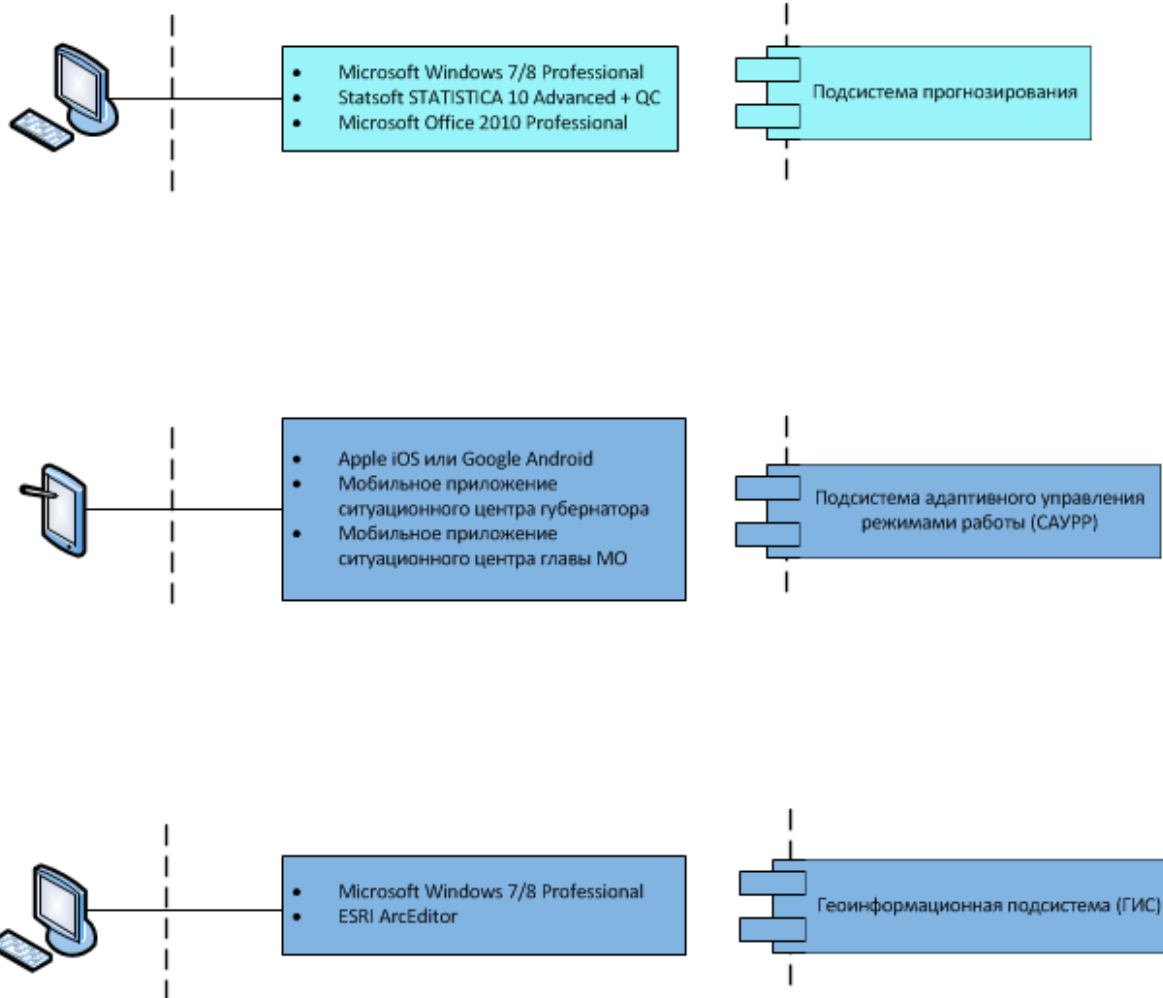 • Microsoft Windows 7/8 Professional
• Statsoft STATISTICA 10 Advanced + QC
• Microsoft Office 2010 Professional
Подсистема прогнозирования
• Apple iOS или Google Android
• Мобильное приложение
ситуационного центра губернатора
• Мобильное приложение
ситуационного центра главы МО
Подсистема адаптивного управления
режимами работы (САУРР)
• Microsoft Windows 7/8 Professional
• ESRI ArcEditor
Геоинформационная подсистема (ГИС)